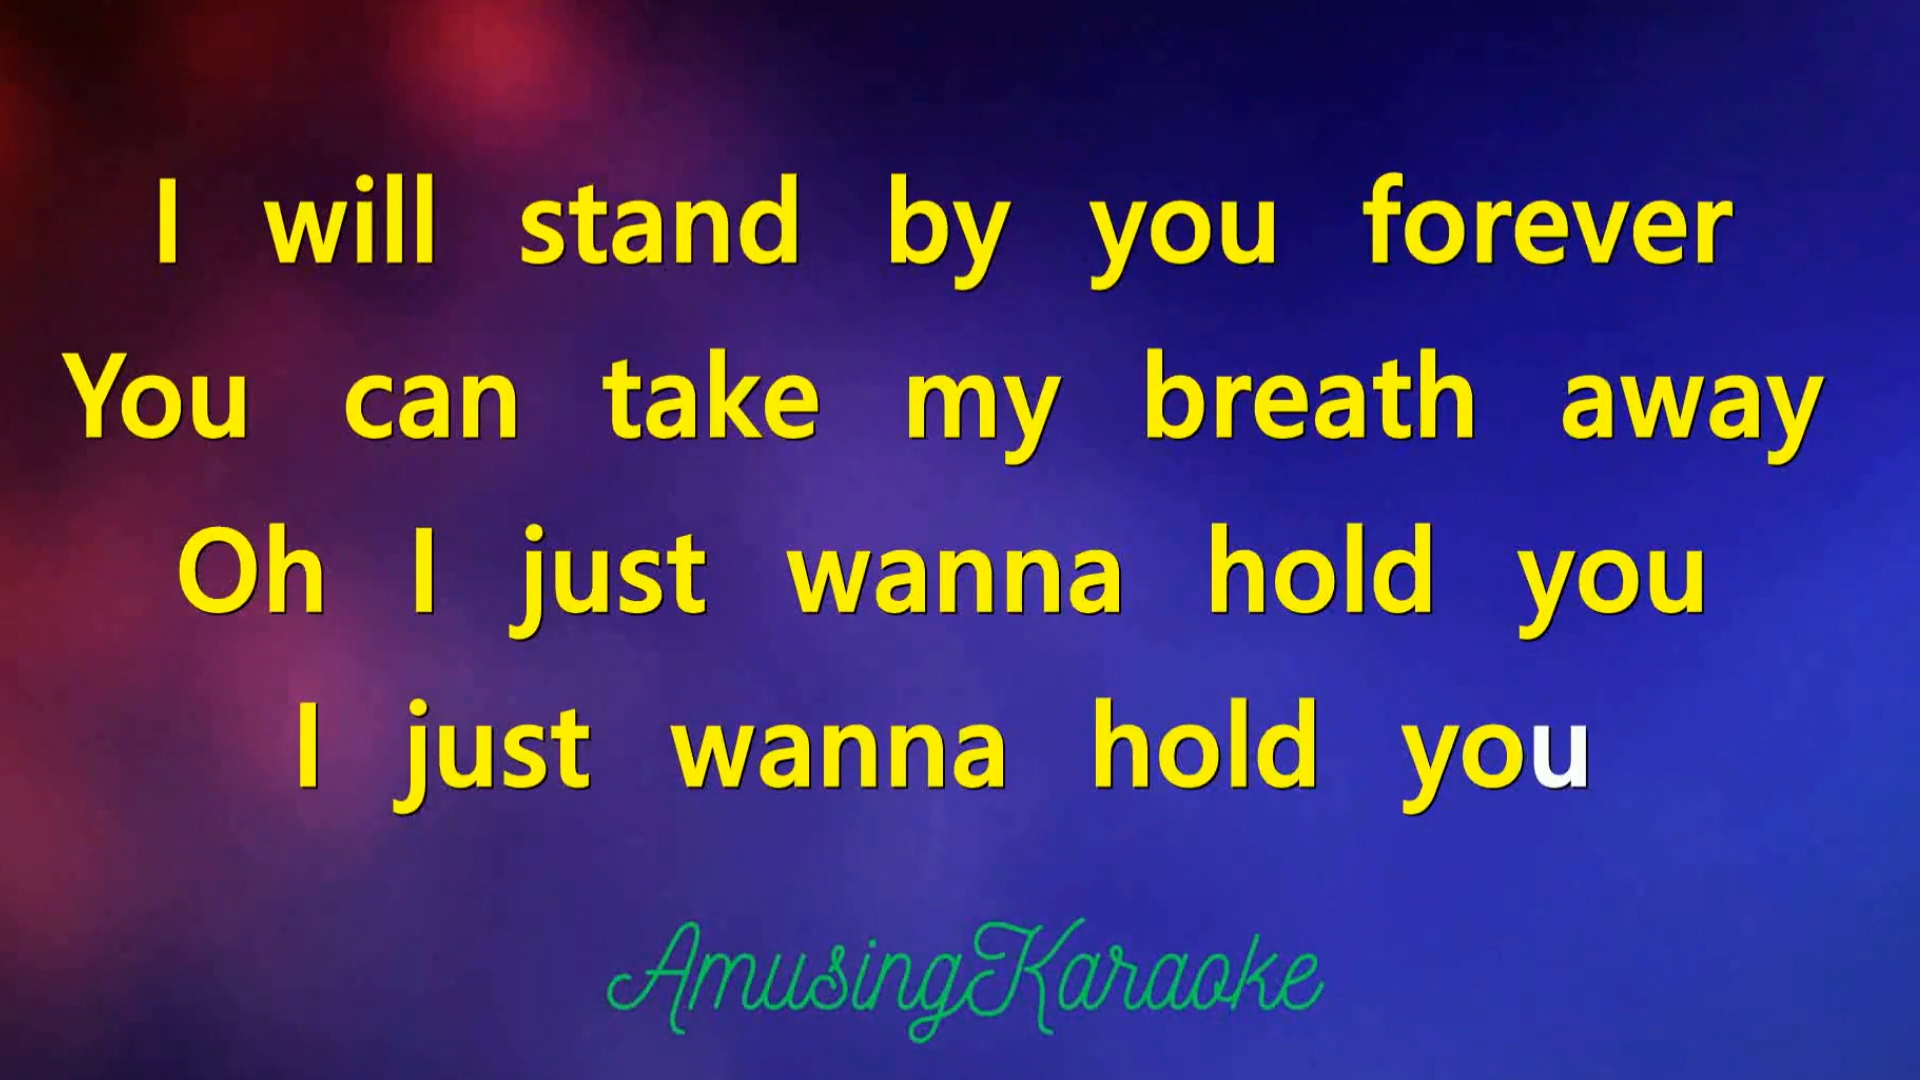 I will stand by you forever
You can take my breath away
Oh I just wanna hold you
I just wanna hold you
AmusingKaraoke